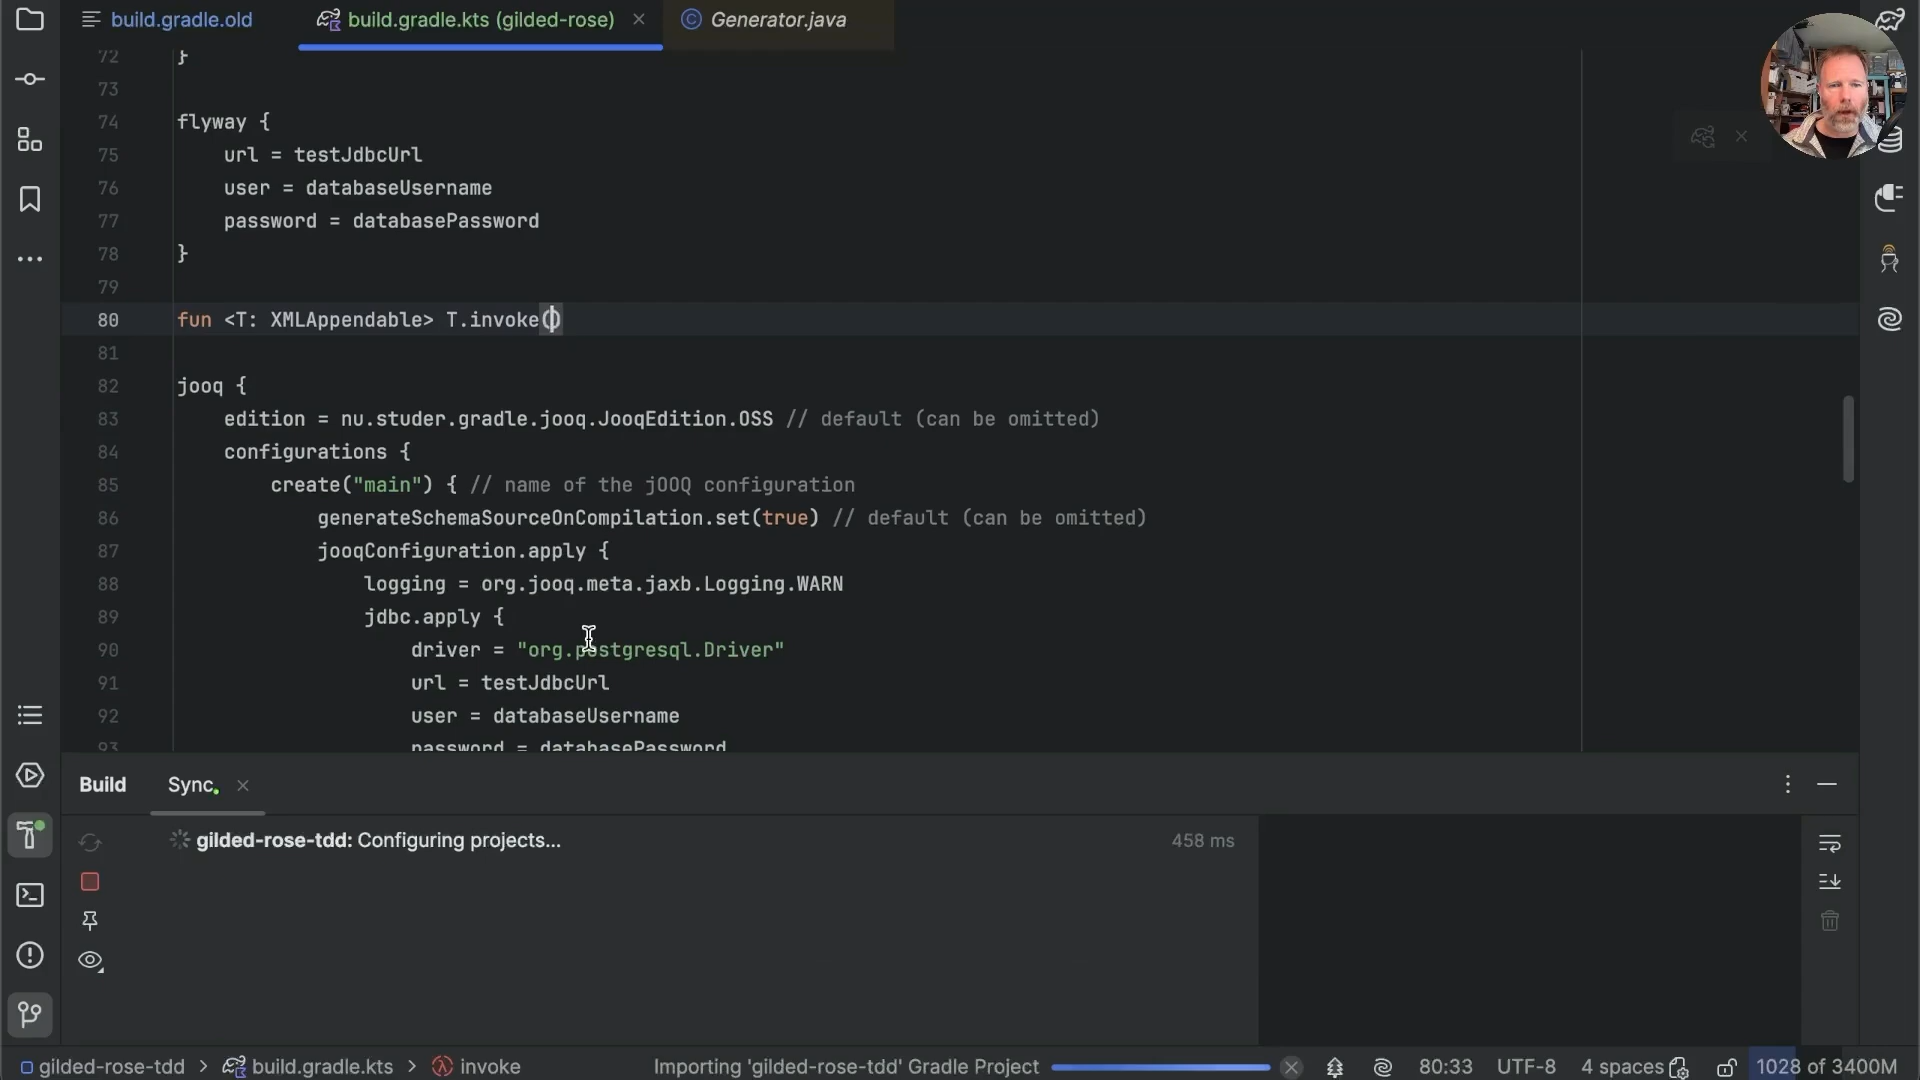 build.gradle.old
build.gradle.kts (gilded-rose)
Generator.java
72 }
73
74 flyway {
75 url = testJdbcUrl
76 user = databaseUsername
77 password = databasePassword
78 }
79
80 fun <T: XMLAppendable> T.invoke()
81
82 jooq {
83 edition = nu.studer.gradle.jooq.JooqEdition.OSS // default (can be omitted)
84 configurations {
85 create("main") { // name of the jOOQ configuration
86 generateSchemaSourceOnCompilation.set(true) // default (can be omitted)
87 jooqConfiguration.apply {
88 logging = org.jooq.meta.jaxb.Logging.WARN
89 jdbc.apply {
90 driver = "org.postgresql.Driver"
91 url = testJdbcUrl
92 user = databaseUsername
93 password = databasePassword
Build Sync
gilded-rose-tdd: Configuring projects... 458 ms
gilded-rose-tdd > build.gradle.kts > invoke Importing 'gilded-rose-tdd' Gradle Project 80:33 UTF-8 4 spaces 1028 of 3400M